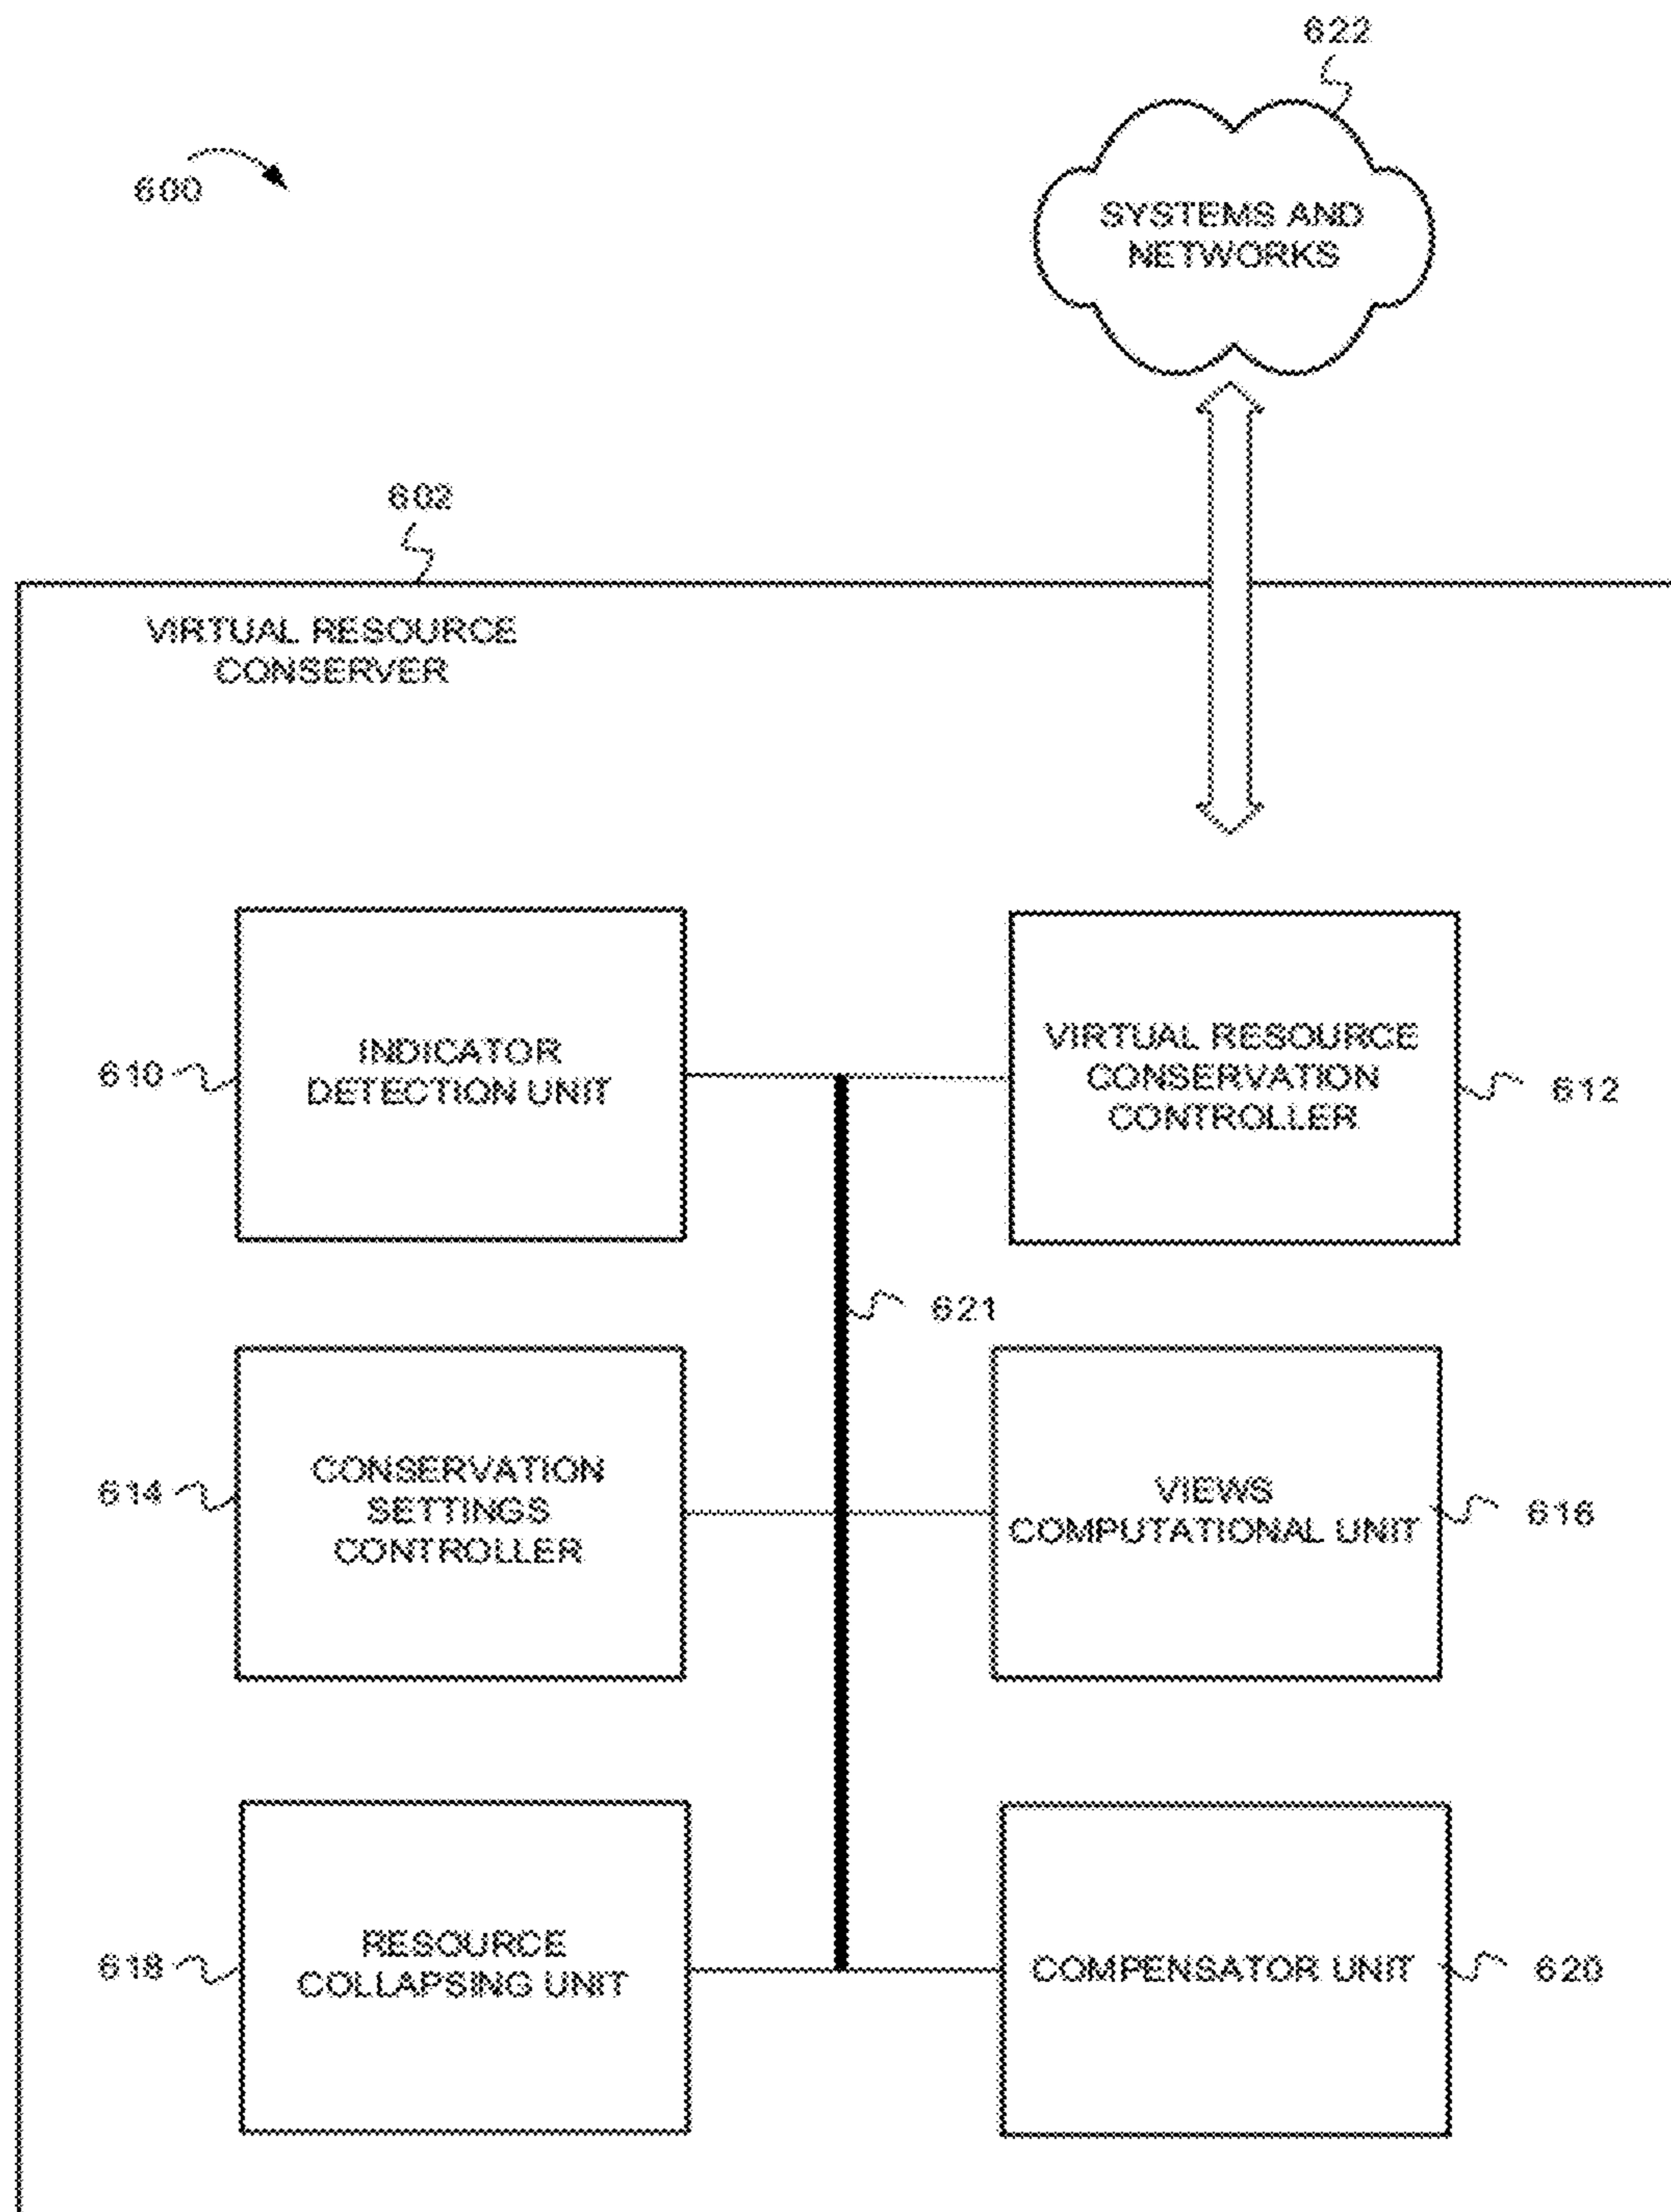 622
600
SYSTEMS AND
NETWORKS
602
VIRTUAL RESOURCE
CONSERVER
610
INDICATOR
DETECTION UNIT
VIRTUAL RESOURCE
CONSERVATION
CONTROLLER
612
621
614
CONSERVATION
SETTINGS
CONTROLLER
VIEWS
COMPUTATIONAL UNIT
616
618
RESOURCE
COLLAPSING UNIT
COMPENSATOR UNIT
620